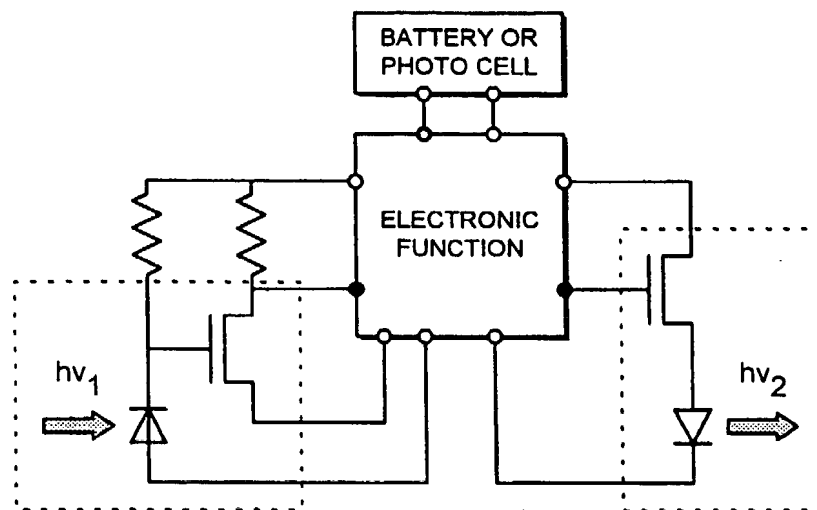 BATTERY OR
PHOTO CELL
ELECTRONIC
FUNCTION
hv1
hv2